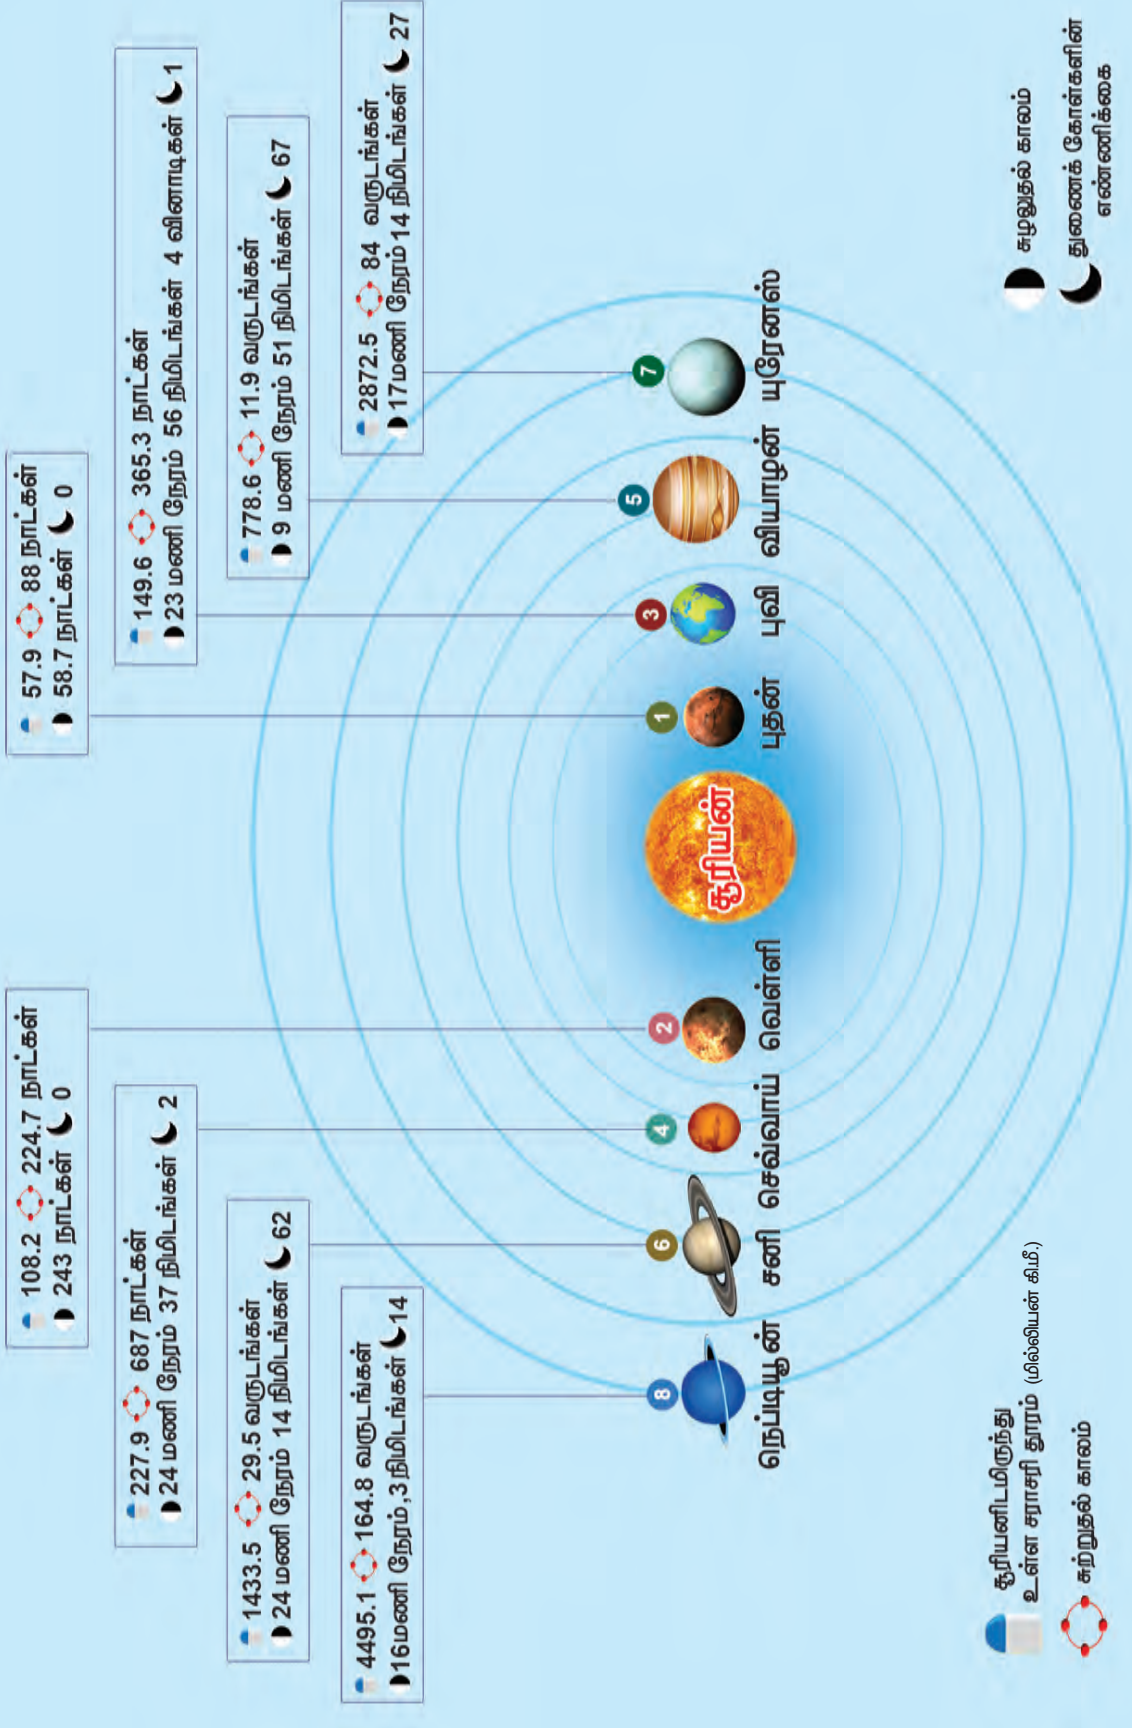 108.2 224.7 நாட்கள்
243 நாட்கள் 0
57.9 88 நாட்கள்
58.7 நாட்கள் 0
227.9 687 நாட்கள்
24 மணி நேரம் 37 நிமிடங்கள் 2
149.6 365.3 நாட்கள்
23 மணி நேரம் 56 நிமிடங்கள் 4 வினாடிகள் 1
1433.5 29.5 வருடங்கள்
24 மணி நேரம் 14 நிமிடங்கள் 62
778.6 11.9 வருடங்கள்
9 மணி நேரம் 51 நிமிடங்கள் 67
4495.1 164.8 வருடங்கள்
16மணி நேரம்,3நிமிடங்கள் 14
2872.5 84 வருடங்கள்
17மணி நேரம்14 நிமிடங்கள் 27
8 6 4 2 1 3 5 7
சூரியன்
நெப்டியூன் சனி செவ்வாய் வெள்ளி புதன் புவி வியாழன் யுரேனஸ்
சூரியனிடமிருந்து
உள்ள சராசரி தூரம் (மில்லியன் கி.மீ.)
சுற்றுதல் காலம்
சுழலுதல் காலம்
துணைக் கோள்களின்
எண்ணிக்கை